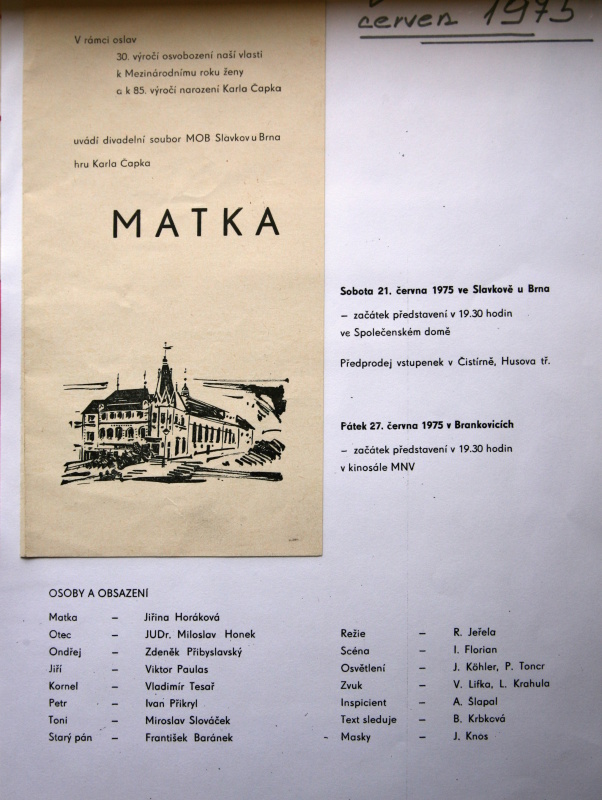 červen 1975
V rámci oslav
30. výročí osvobození naší vlasti
k Mezinárodnímu roku ženy
a k 85. výročí narození Karla Čapka
uvádí divadelní soubor MOB Slavkov u Brna
hru Karla Čapka
MATKA
Sobota 21. června 1975 ve Slavkově u Brna
– začátek představení v 19.30 hodin
ve Společenském domě
Předprodej vstupenek v Čistírně, Husova tř.
Pátek 27. června 1975 v Brankovicích
– začátek představení v 19.30 hodin
v kinosále MNV
OSOBY A OBSAZENÍ
Matka – Jiřina Horáková
Otec – JUDr. Miloslav Honek
Ondřej – Zdeněk Přibyslavský
Jiří – Viktor Paulas
Kornel – Vladimír Tesař
Petr – Ivan Přikryl
Toni – Miroslav Slováček
Starý pán – František Baránek
Režie – R. Jeřela
Scéna – I. Florian
Osvětlení – J. Köhler, P. Toncr
Zvuk – V. Lifka, L. Krahula
Inspicient – A. Šlapal
Text sleduje – B. Krbková
Masky – J. Knos